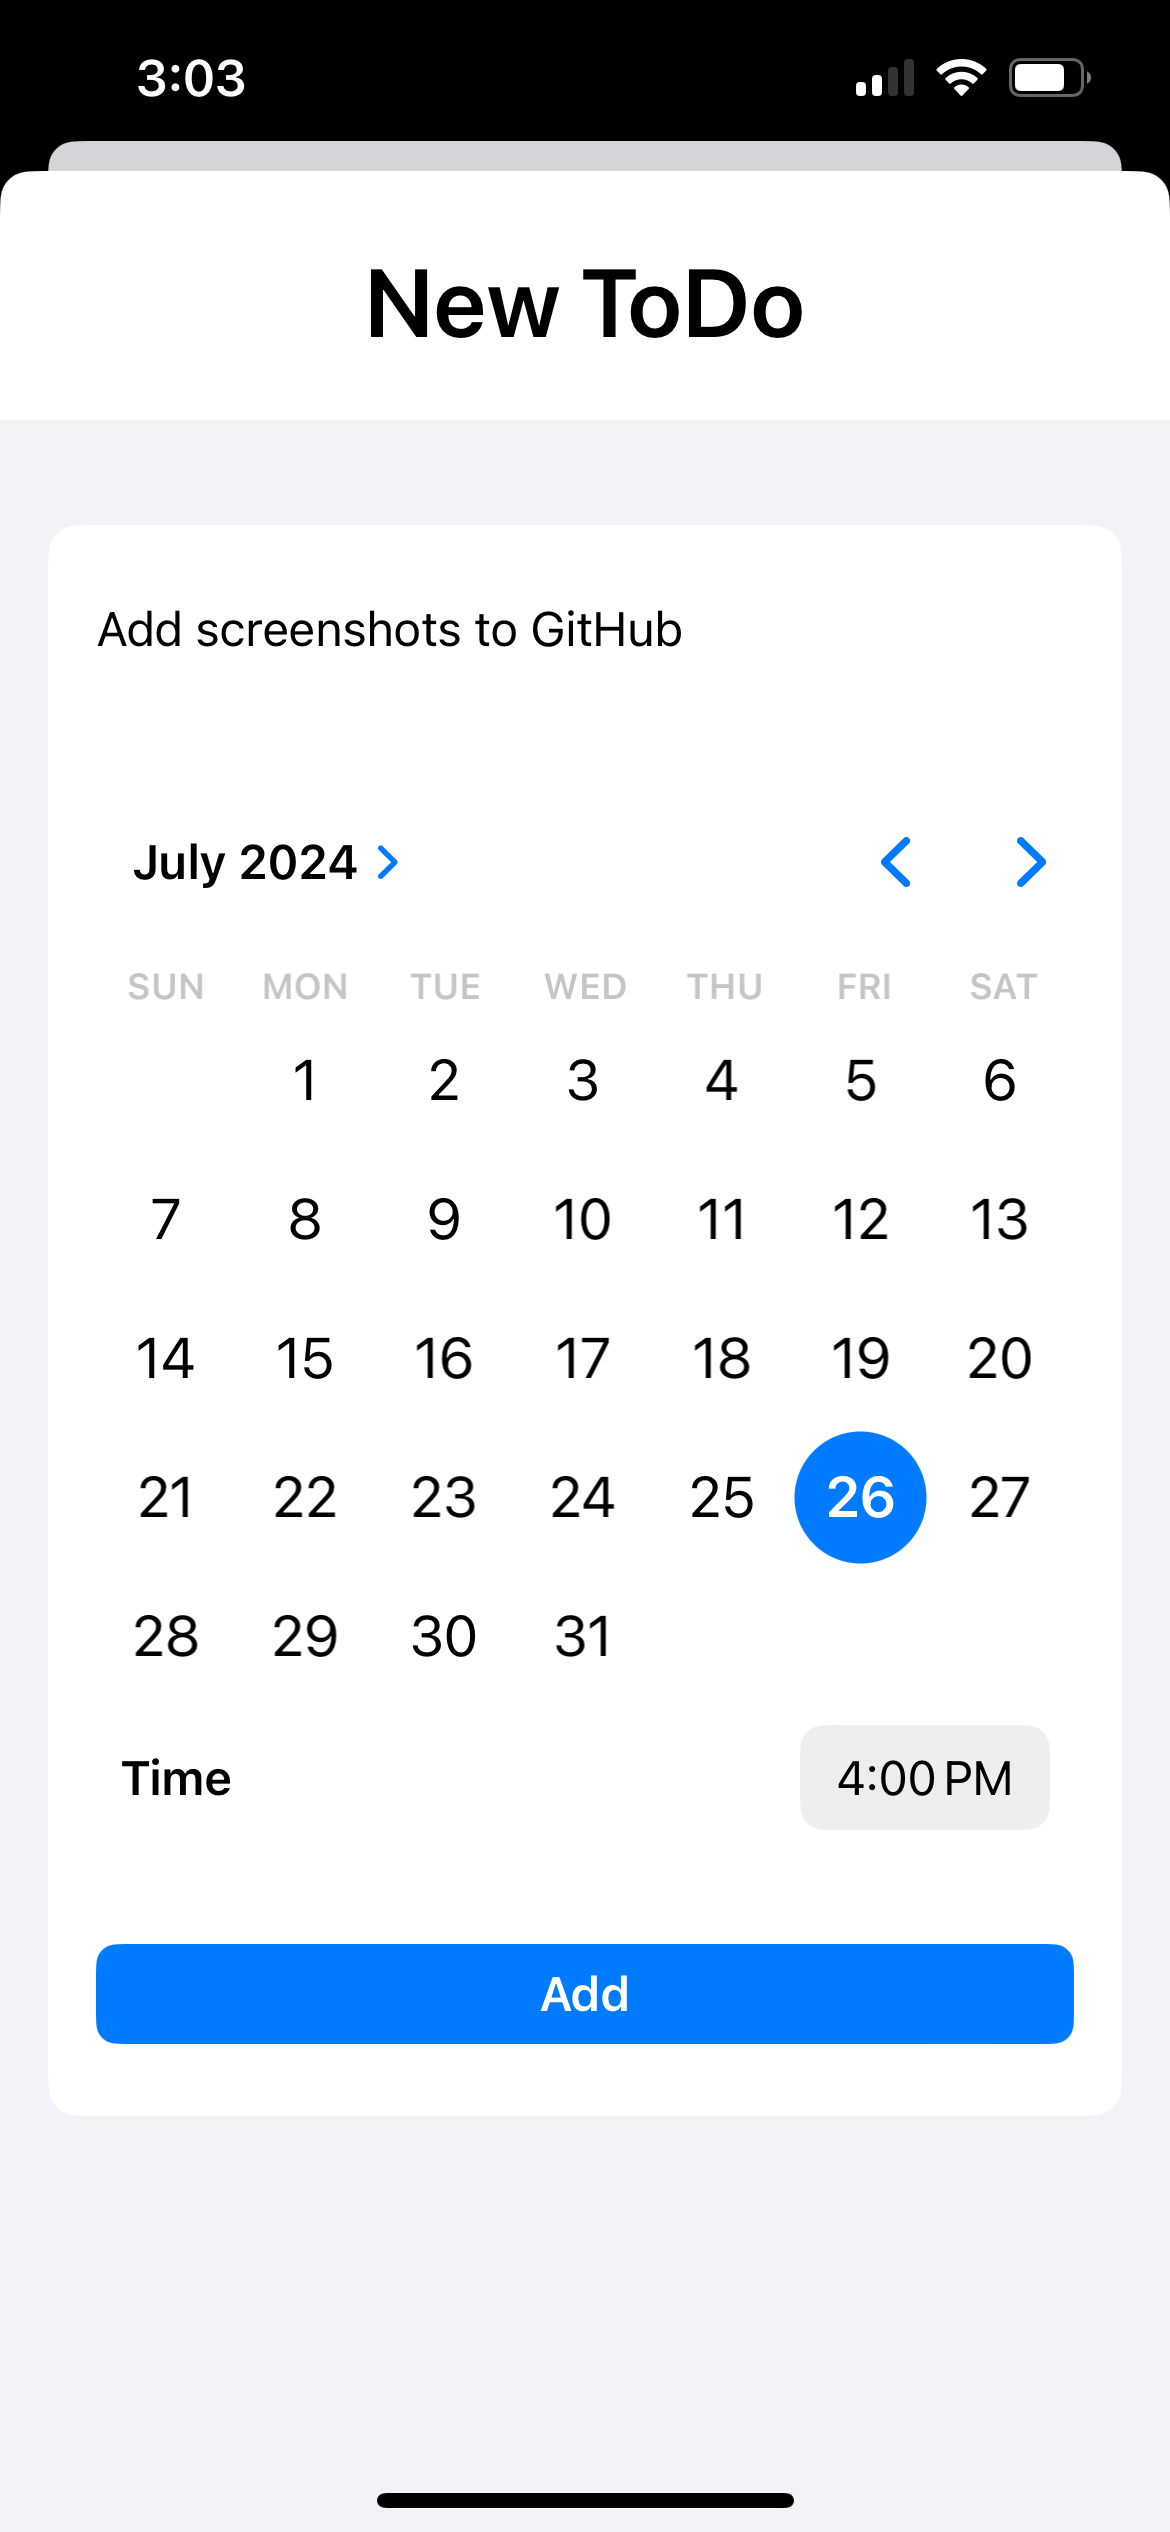 3:03
New ToDo
Add screenshots to GitHub
July 2024
SUN MON TUE WED THU FRI SAT
1 2 3 4 5 6
7 8 9 10 11 12 13
14 15 16 17 18 19 20
21 22 23 24 25 26 27
28 29 30 31
Time 4:00 PM
Add